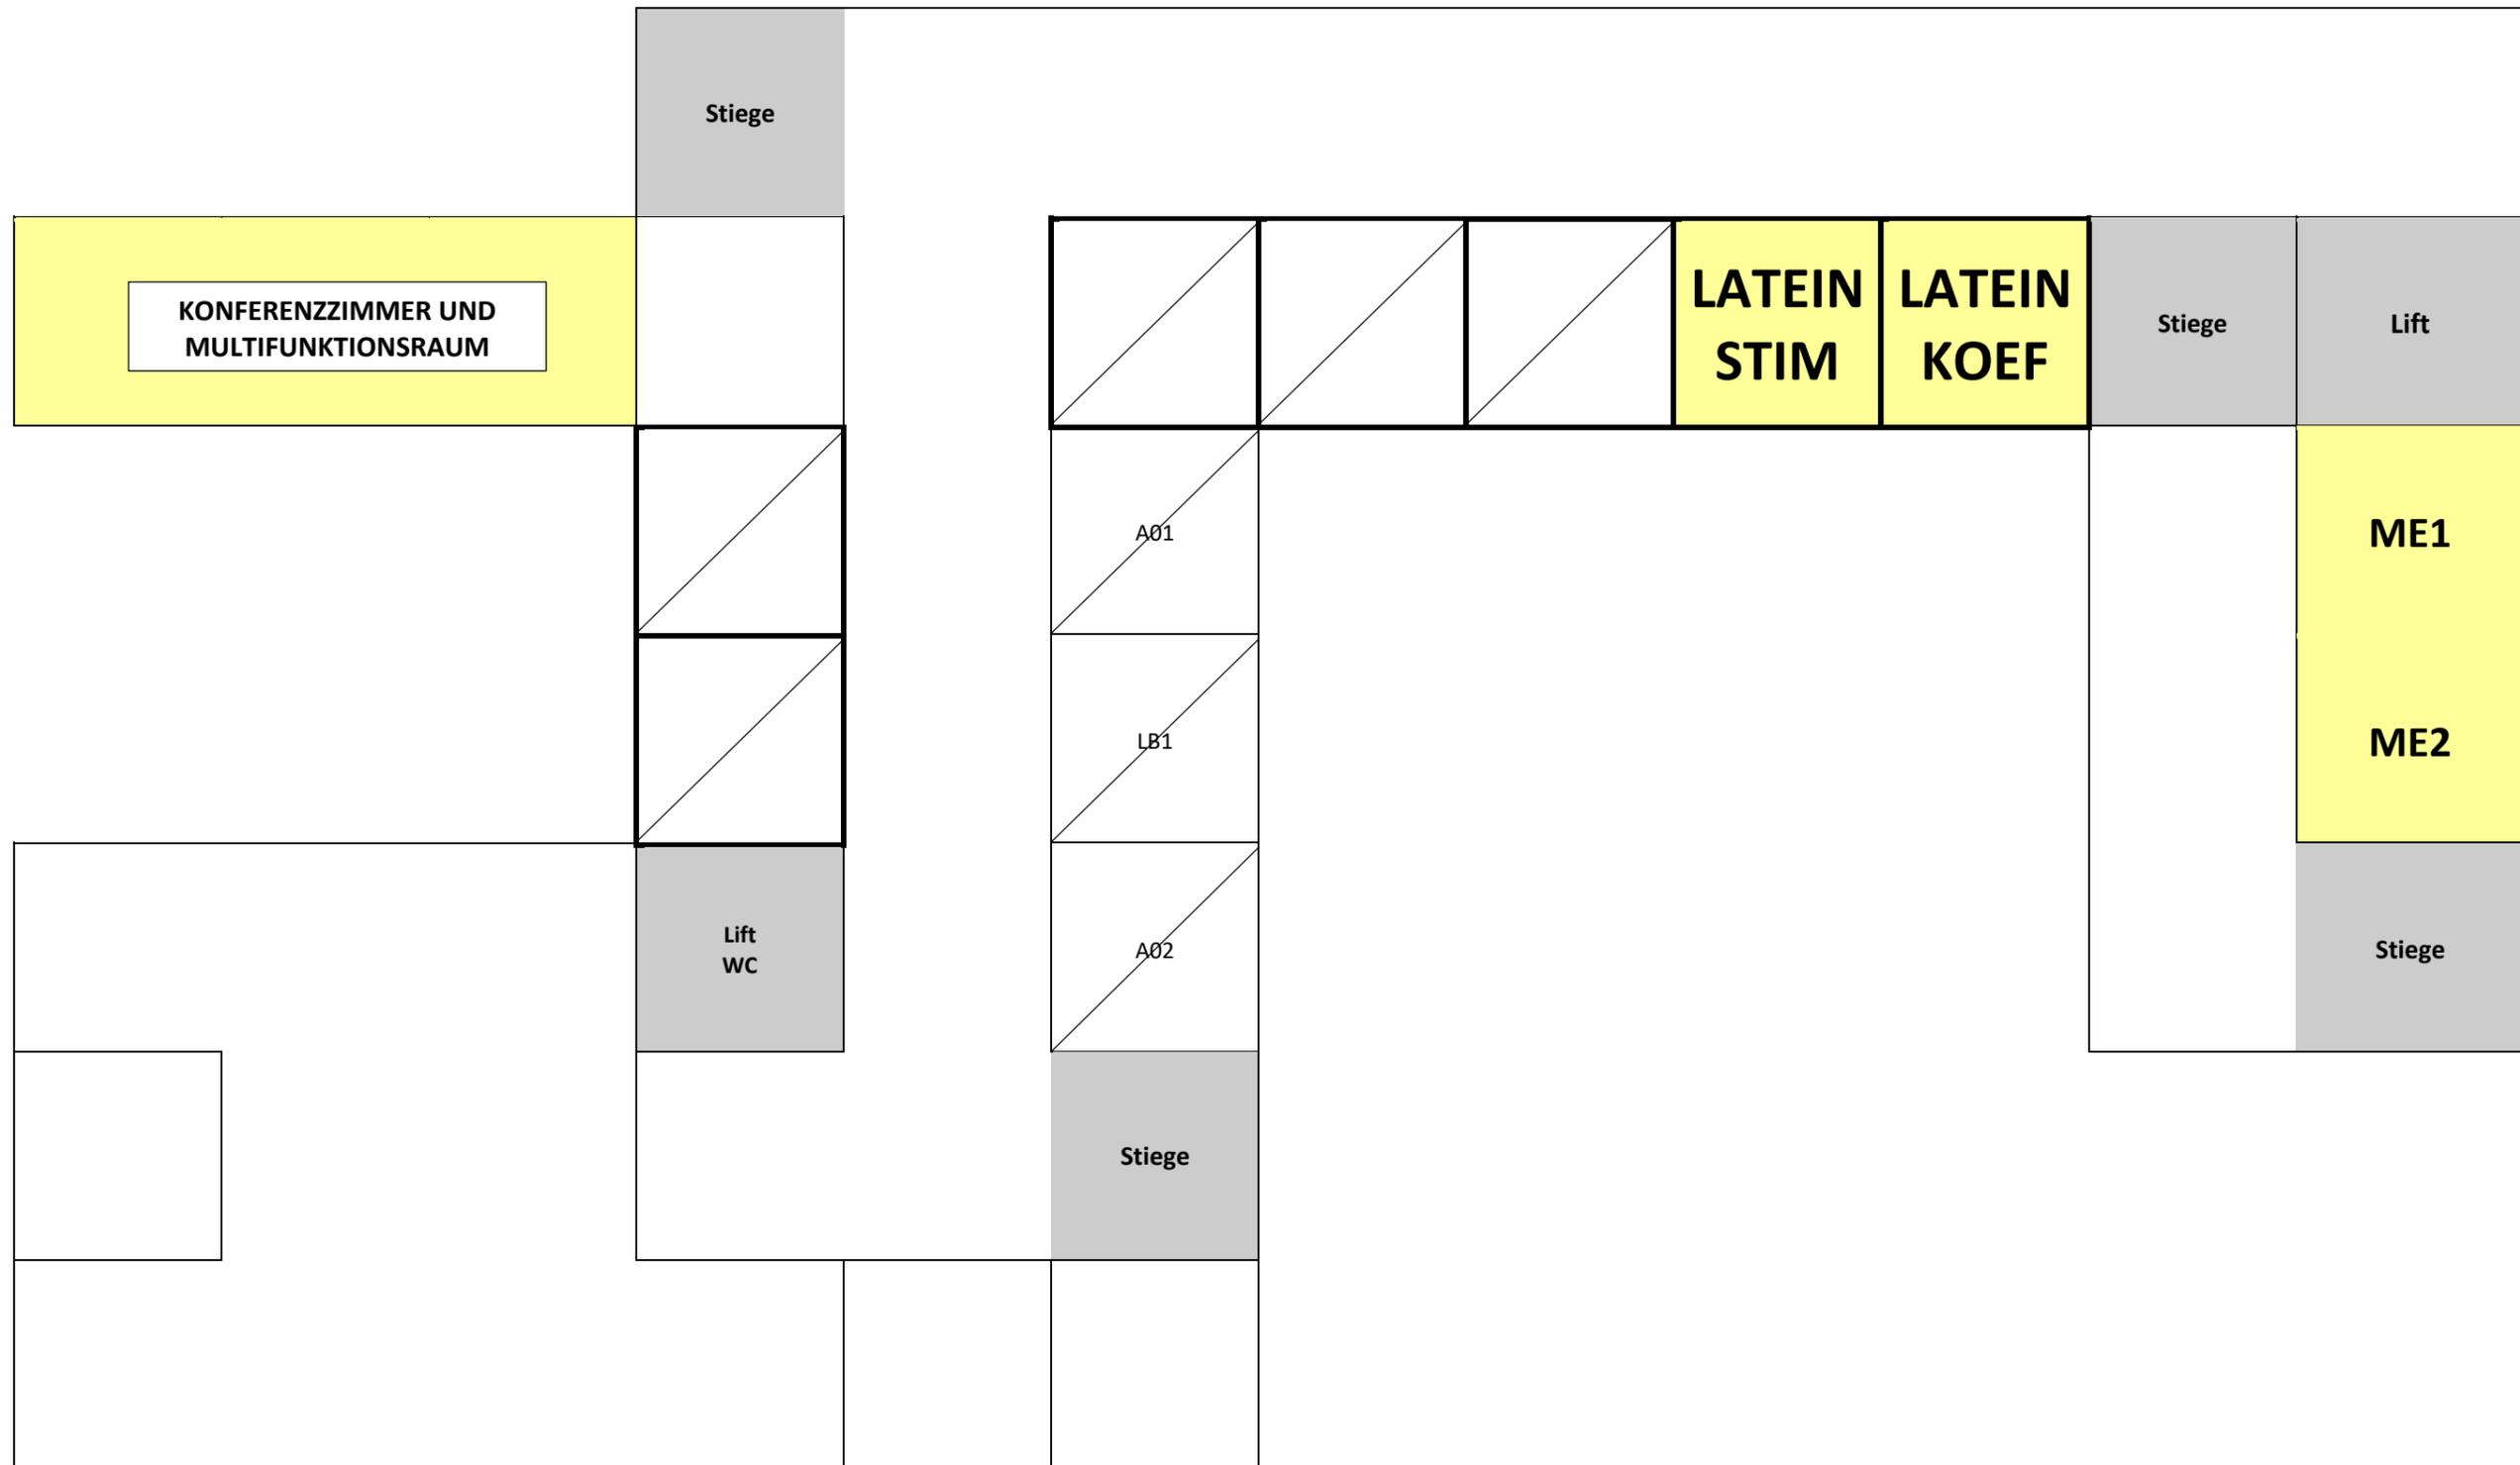 Stiege
KONFERENZZIMMER UND
MULTIFUNKTIONSRAUM
LATEIN
STIM
LATEIN
KOEF
Stiege
Lift
A01
ME1
LB1
ME2
Lift
WC
A02
Stiege
Stiege